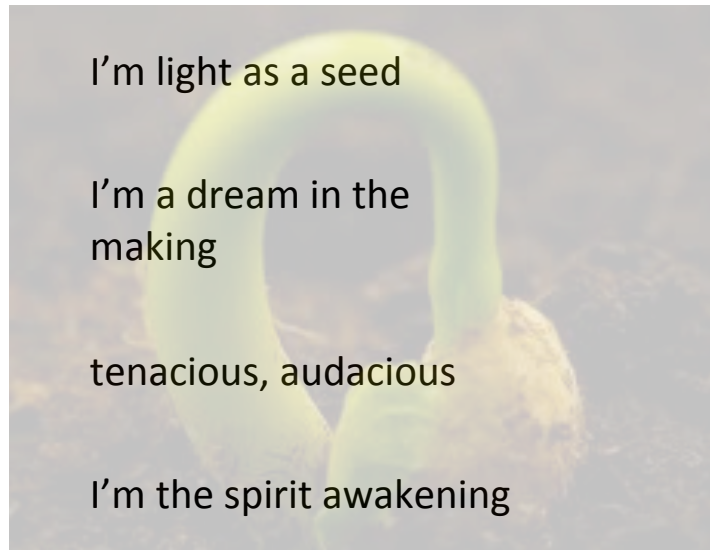 I’m light as a seed
I’m a dream in the
making
tenacious, audacious
I’m the spirit awakening